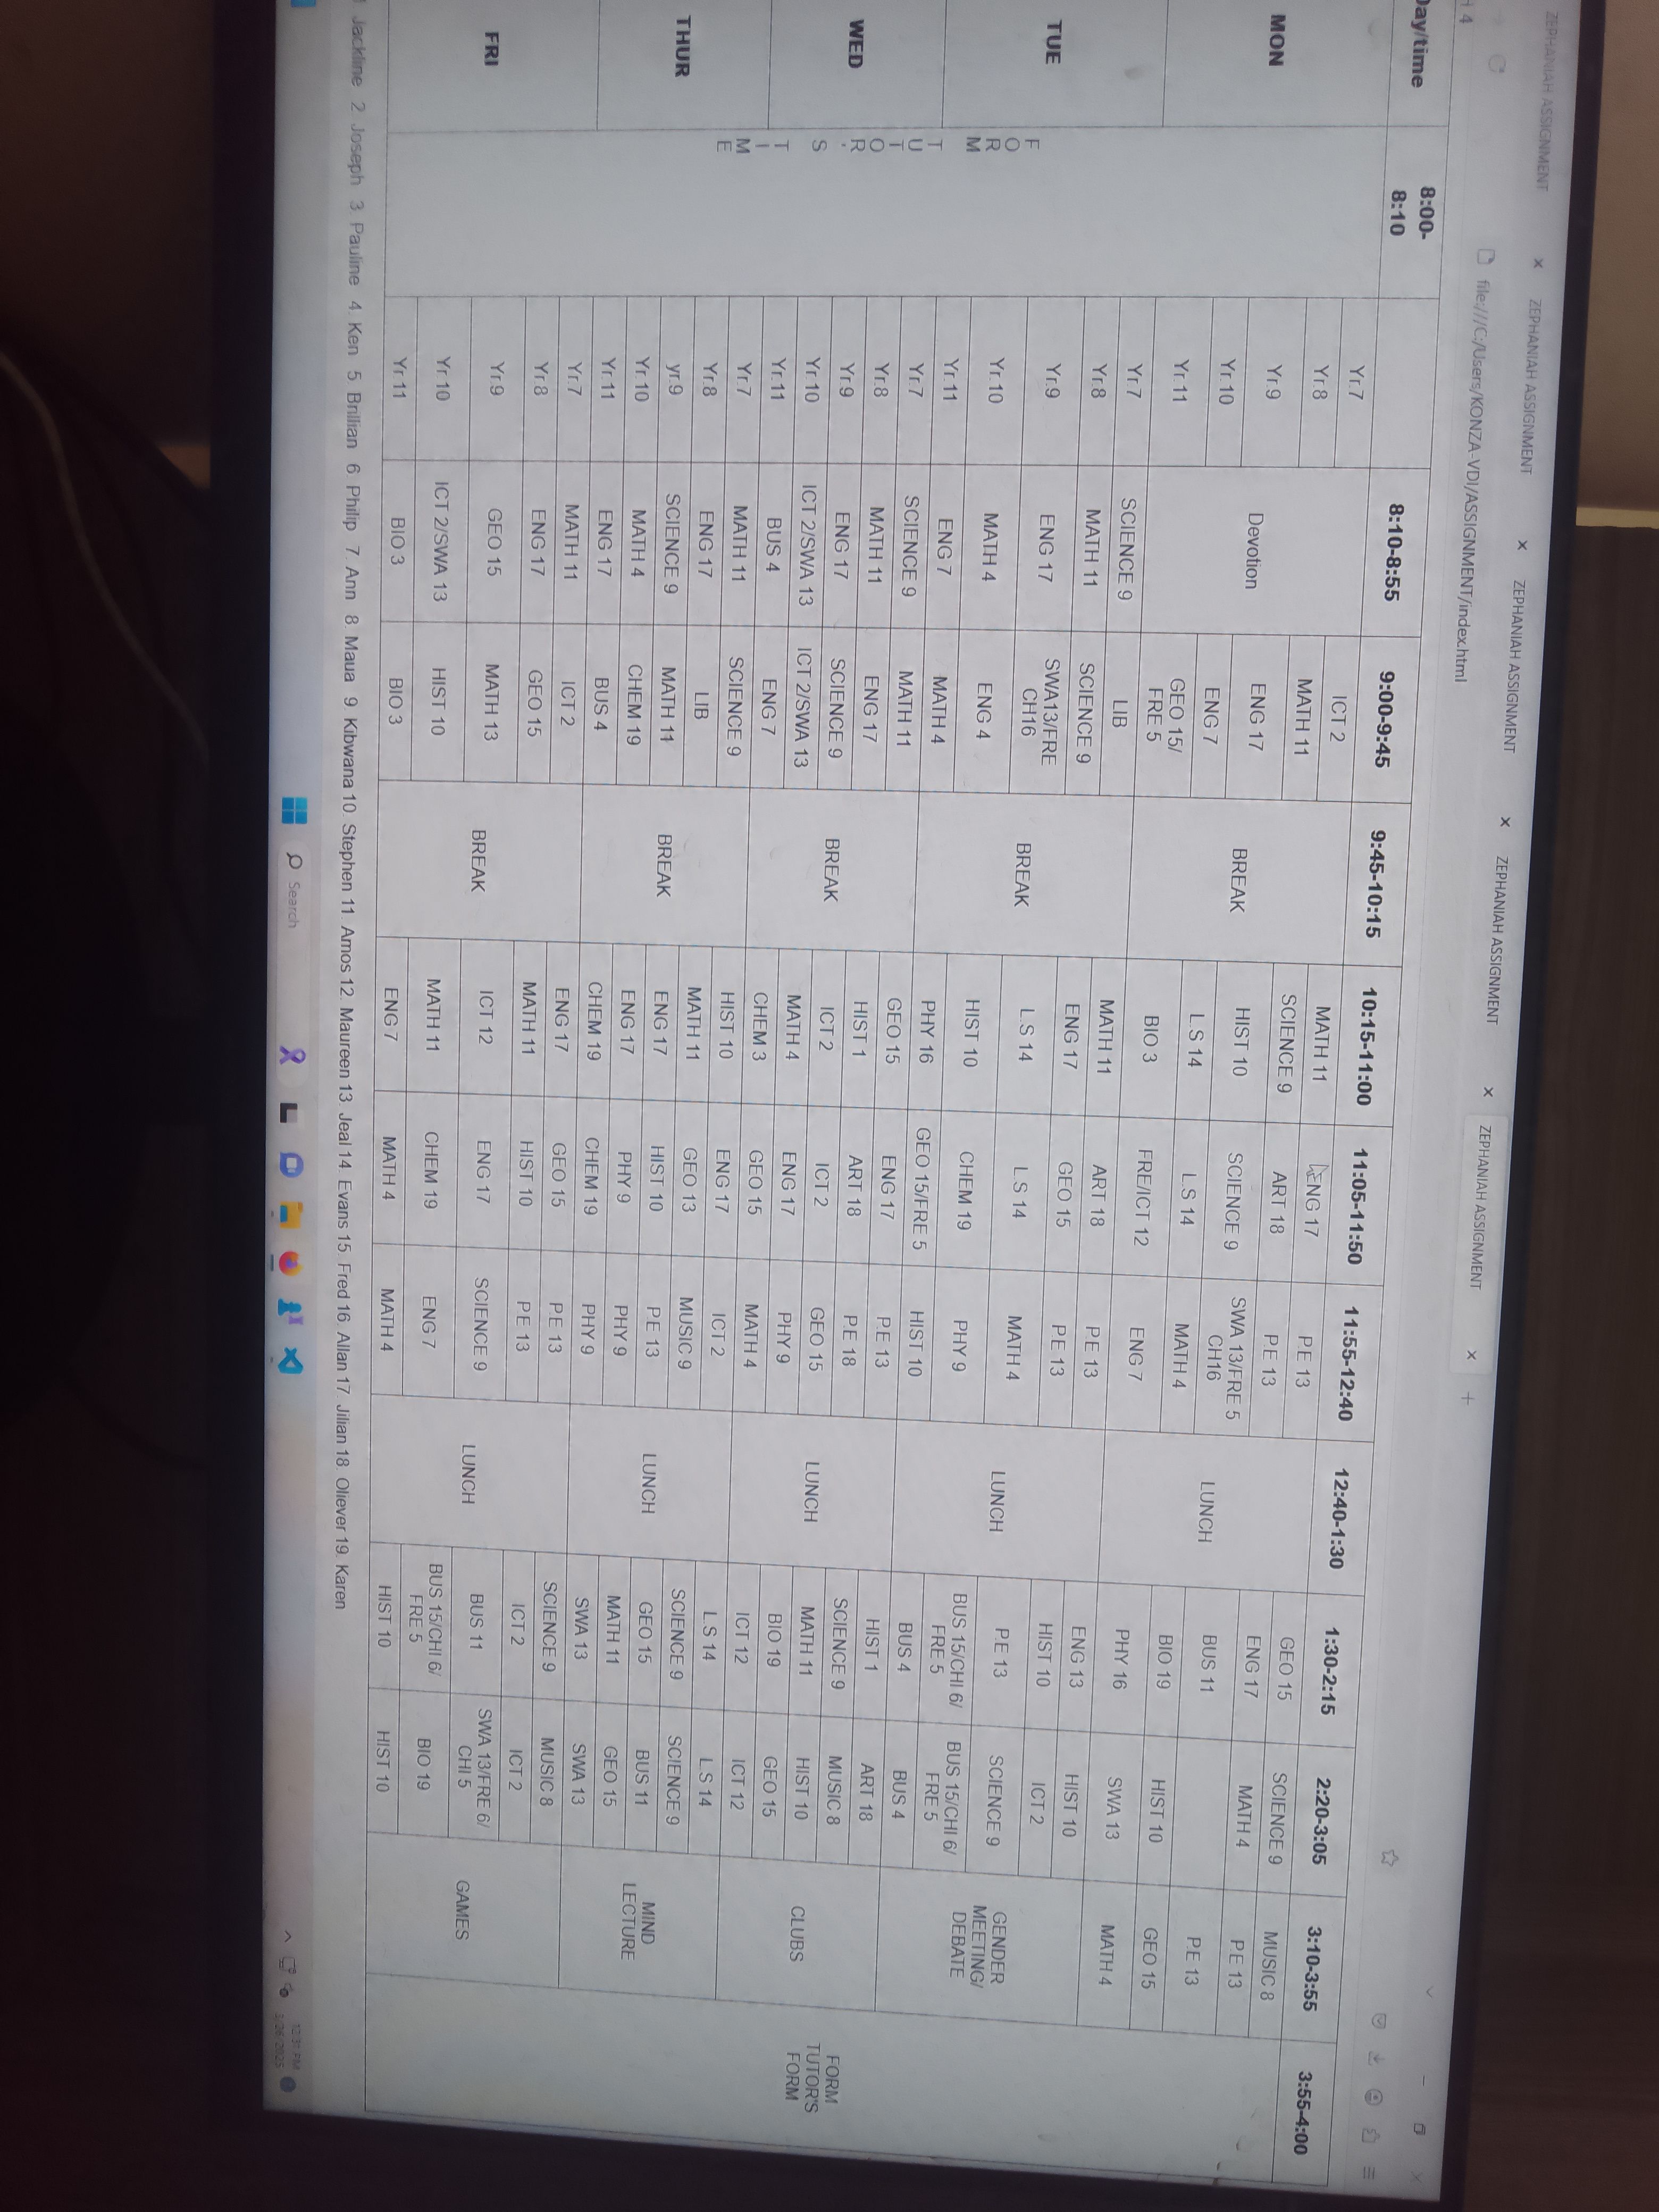 ZEPHANIAH ASSIGNMENT × ZEPHANIAH ASSIGNMENT × ZEPHANIAH ASSIGNMENT × ZEPHANIAH ASSIGNMENT × ZEPHANIAH ASSIGNMENT × +
file:///C:/Users/KONZA-VDI/ASSIGNMENT/index.html
4
Day/time 8:00-8:10 8:10-8:55 9:00-9:45 9:45-10:15 10:15-11:00 11:05-11:50 11:55-12:40 12:40-1:30 1:30-2:15 2:20-3:05 3:10-3:55 3:55-4:00
MON FORM TUTOR'S TIME Yr.7 Devotion ICT 2 BREAK MATH 11 ENG 17 P.E 13 LUNCH GEO 15 SCIENCE 9 MUSIC 8 FORM TUTOR'S FORM
Yr.8 MATH 11 SCIENCE 9 ART 18 P.E 13 ENG 17 MATH 4 P.E 13
Yr.9 ENG 17 HIST 10 SCIENCE 9 SWA 13/FRE 5 CH16 BUS 11 P.E 13
Yr.10 ENG 7 L.S 14 L.S 14 MATH 4 BIO 19 HIST 10 GEO 15
Yr.11 GEO 15/ FRE 5 BIO 3 FRE/ICT 12 ENG 7 PHY 16 SWA 13 MATH 4
TUE Yr.7 SCIENCE 9 LIB BREAK MATH 11 ART 18 P.E 13 LUNCH ENG 13 HIST 10 GENDER MEETING/ DEBATE
Yr.8 MATH 11 SCIENCE 9 ENG 17 GEO 15 P.E 13 HIST 10 ICT 2
Yr.9 ENG 17 SWA13/FRE CH16 L.S 14 L.S 14 MATH 4 P.E 13 SCIENCE 9
Yr.10 MATH 4 ENG 4 HIST 10 CHEM 19 PHY 9 BUS 15/CHI 6/ FRE 5 BUS 15/CHI 6/ FRE 5
Yr.11 ENG 7 MATH 4 PHY 16 GEO 15/FRE 5 HIST 10 BUS 4 BUS 4
WED Yr.7 SCIENCE 9 MATH 11 BREAK GEO 15 ENG 17 P.E 13 LUNCH HIST 1 ART 18 CLUBS
Yr.8 MATH 11 ENG 17 HIST 1 ART 18 P.E 18 SCIENCE 9 MUSIC 8
Yr.9 ENG 17 SCIENCE 9 ICT 2 ICT 2 GEO 15 MATH 11 HIST 10
Yr.10 ICT 2/SWA 13 ICT 2/SWA 13 MATH 4 ENG 17 PHY 9 BIO 19 GEO 15
Yr.11 BUS 4 ENG 7 CHEM 3 GEO 15 MATH 4 ICT 12 ICT 12
THUR Yr.7 MATH 11 SCIENCE 9 BREAK HIST 10 ENG 17 ICT 2 LUNCH L.S 14 L.S 14 MIND LECTURE
Yr.8 ENG 17 LIB MATH 11 GEO 13 MUSIC 9 SCIENCE 9 SCIENCE 9
yr.9 SCIENCE 9 MATH 11 ENG 17 HIST 10 P.E 13 GEO 15 BUS 11
Yr.10 MATH 4 CHEM 19 ENG 17 PHY 9 PHY 9 MATH 11 GEO 15
Yr.11 ENG 17 BUS 4 CHEM 19 CHEM 19 PHY 9 SWA 13 SWA 13
FRI Yr.7 MATH 11 ICT 2 BREAK ENG 17 GEO 15 P.E 13 LUNCH SCIENCE 9 MUSIC 8 GAMES
Yr.8 ENG 17 GEO 15 MATH 11 HIST 10 P.E 13 ICT 2 ICT 2
Yr.9 GEO 15 MATH 13 ICT 12 ENG 17 SCIENCE 9 BUS 11 SWA 13/FRE 6/ CHI 5
Yr.10 ICT 2/SWA 13 HIST 10 MATH 11 CHEM 19 ENG 7 BUS 15/CHI 6/ FRE 5 BIO 19
Yr.11 BIO 3 BIO 3 ENG 7 MATH 4 MATH 4 HIST 10 HIST 10
Jackline 2. Joseph 3. Pauline 4. Ken 5. Brilian 6. Philip 7. Ann 8. Maua 9. Kibwana 10. Stephen 11. Amos 12. Maureen 13. Jeal 14. Evans 15. Fred 16. Allan 17. Jilian 18. Oliever 19. Karen
Search